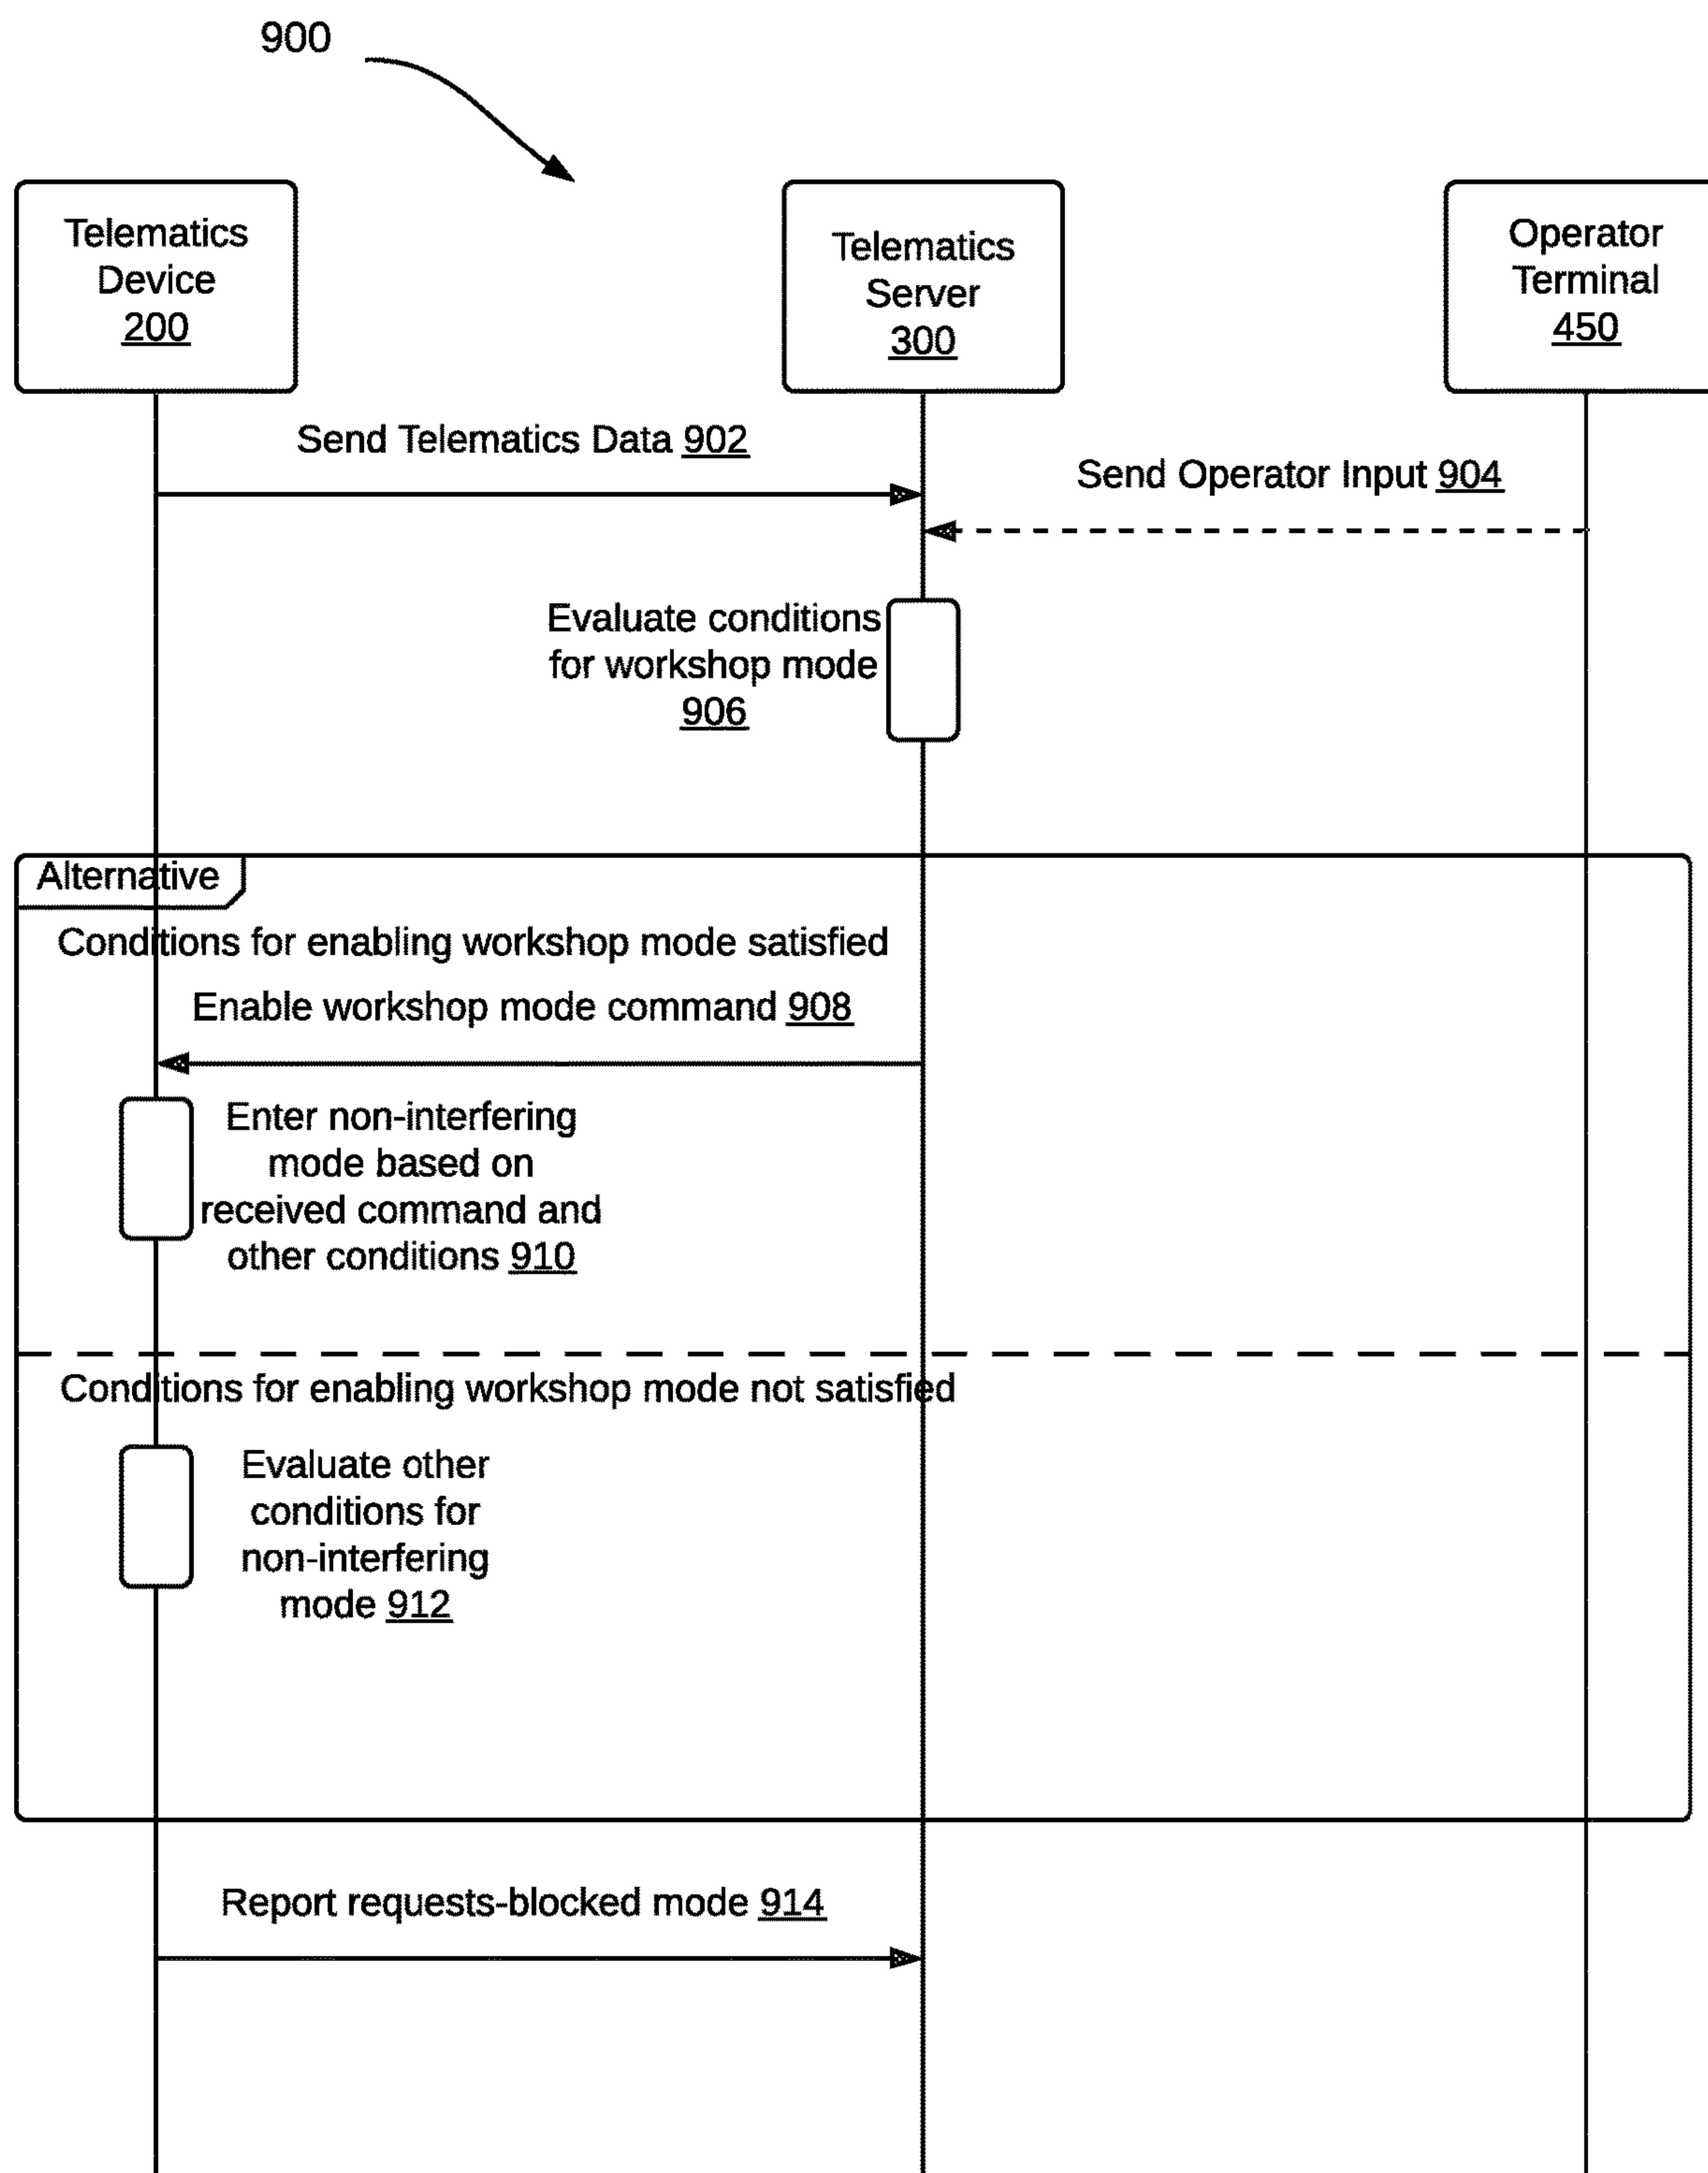 900
Telematics
Device
200
Telematics
Server
300
Operator
Terminal
450
Send Telematics Data 902
Send Operator Input 904
Evaluate conditions
for workshop mode
906
Alternative
Conditions for enabling workshop mode satisfied
Enable workshop mode command 908
Enter non-interfering
mode based on
received command and
other conditions 910
Conditions for enabling workshop mode not satisfied
Evaluate other
conditions for
non-interfering
mode 912
Report requests-blocked mode 914